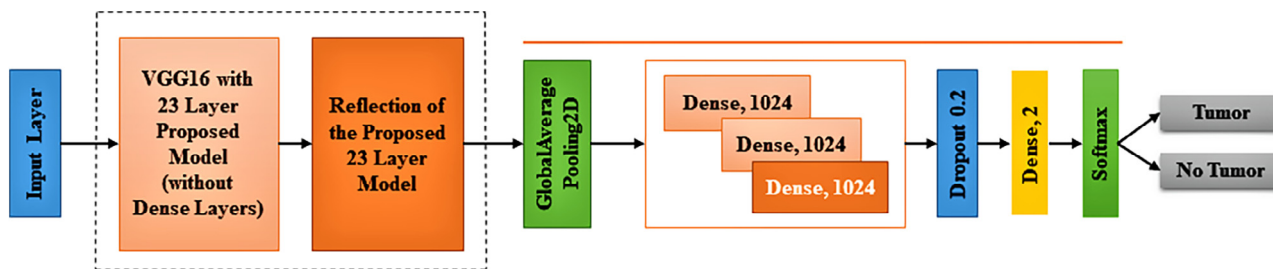 Input Layer
VGG16 with
23 Layer
Proposed
Model
(without
Dense Layers)
Reflection of
the Proposed
23 Layer
Model
GlobalAverage
Pooling2D
Dense, 1024
Dense, 1024
Dense, 1024
Dropout 0.2
Dense, 2
Softmax
Tumor
No Tumor